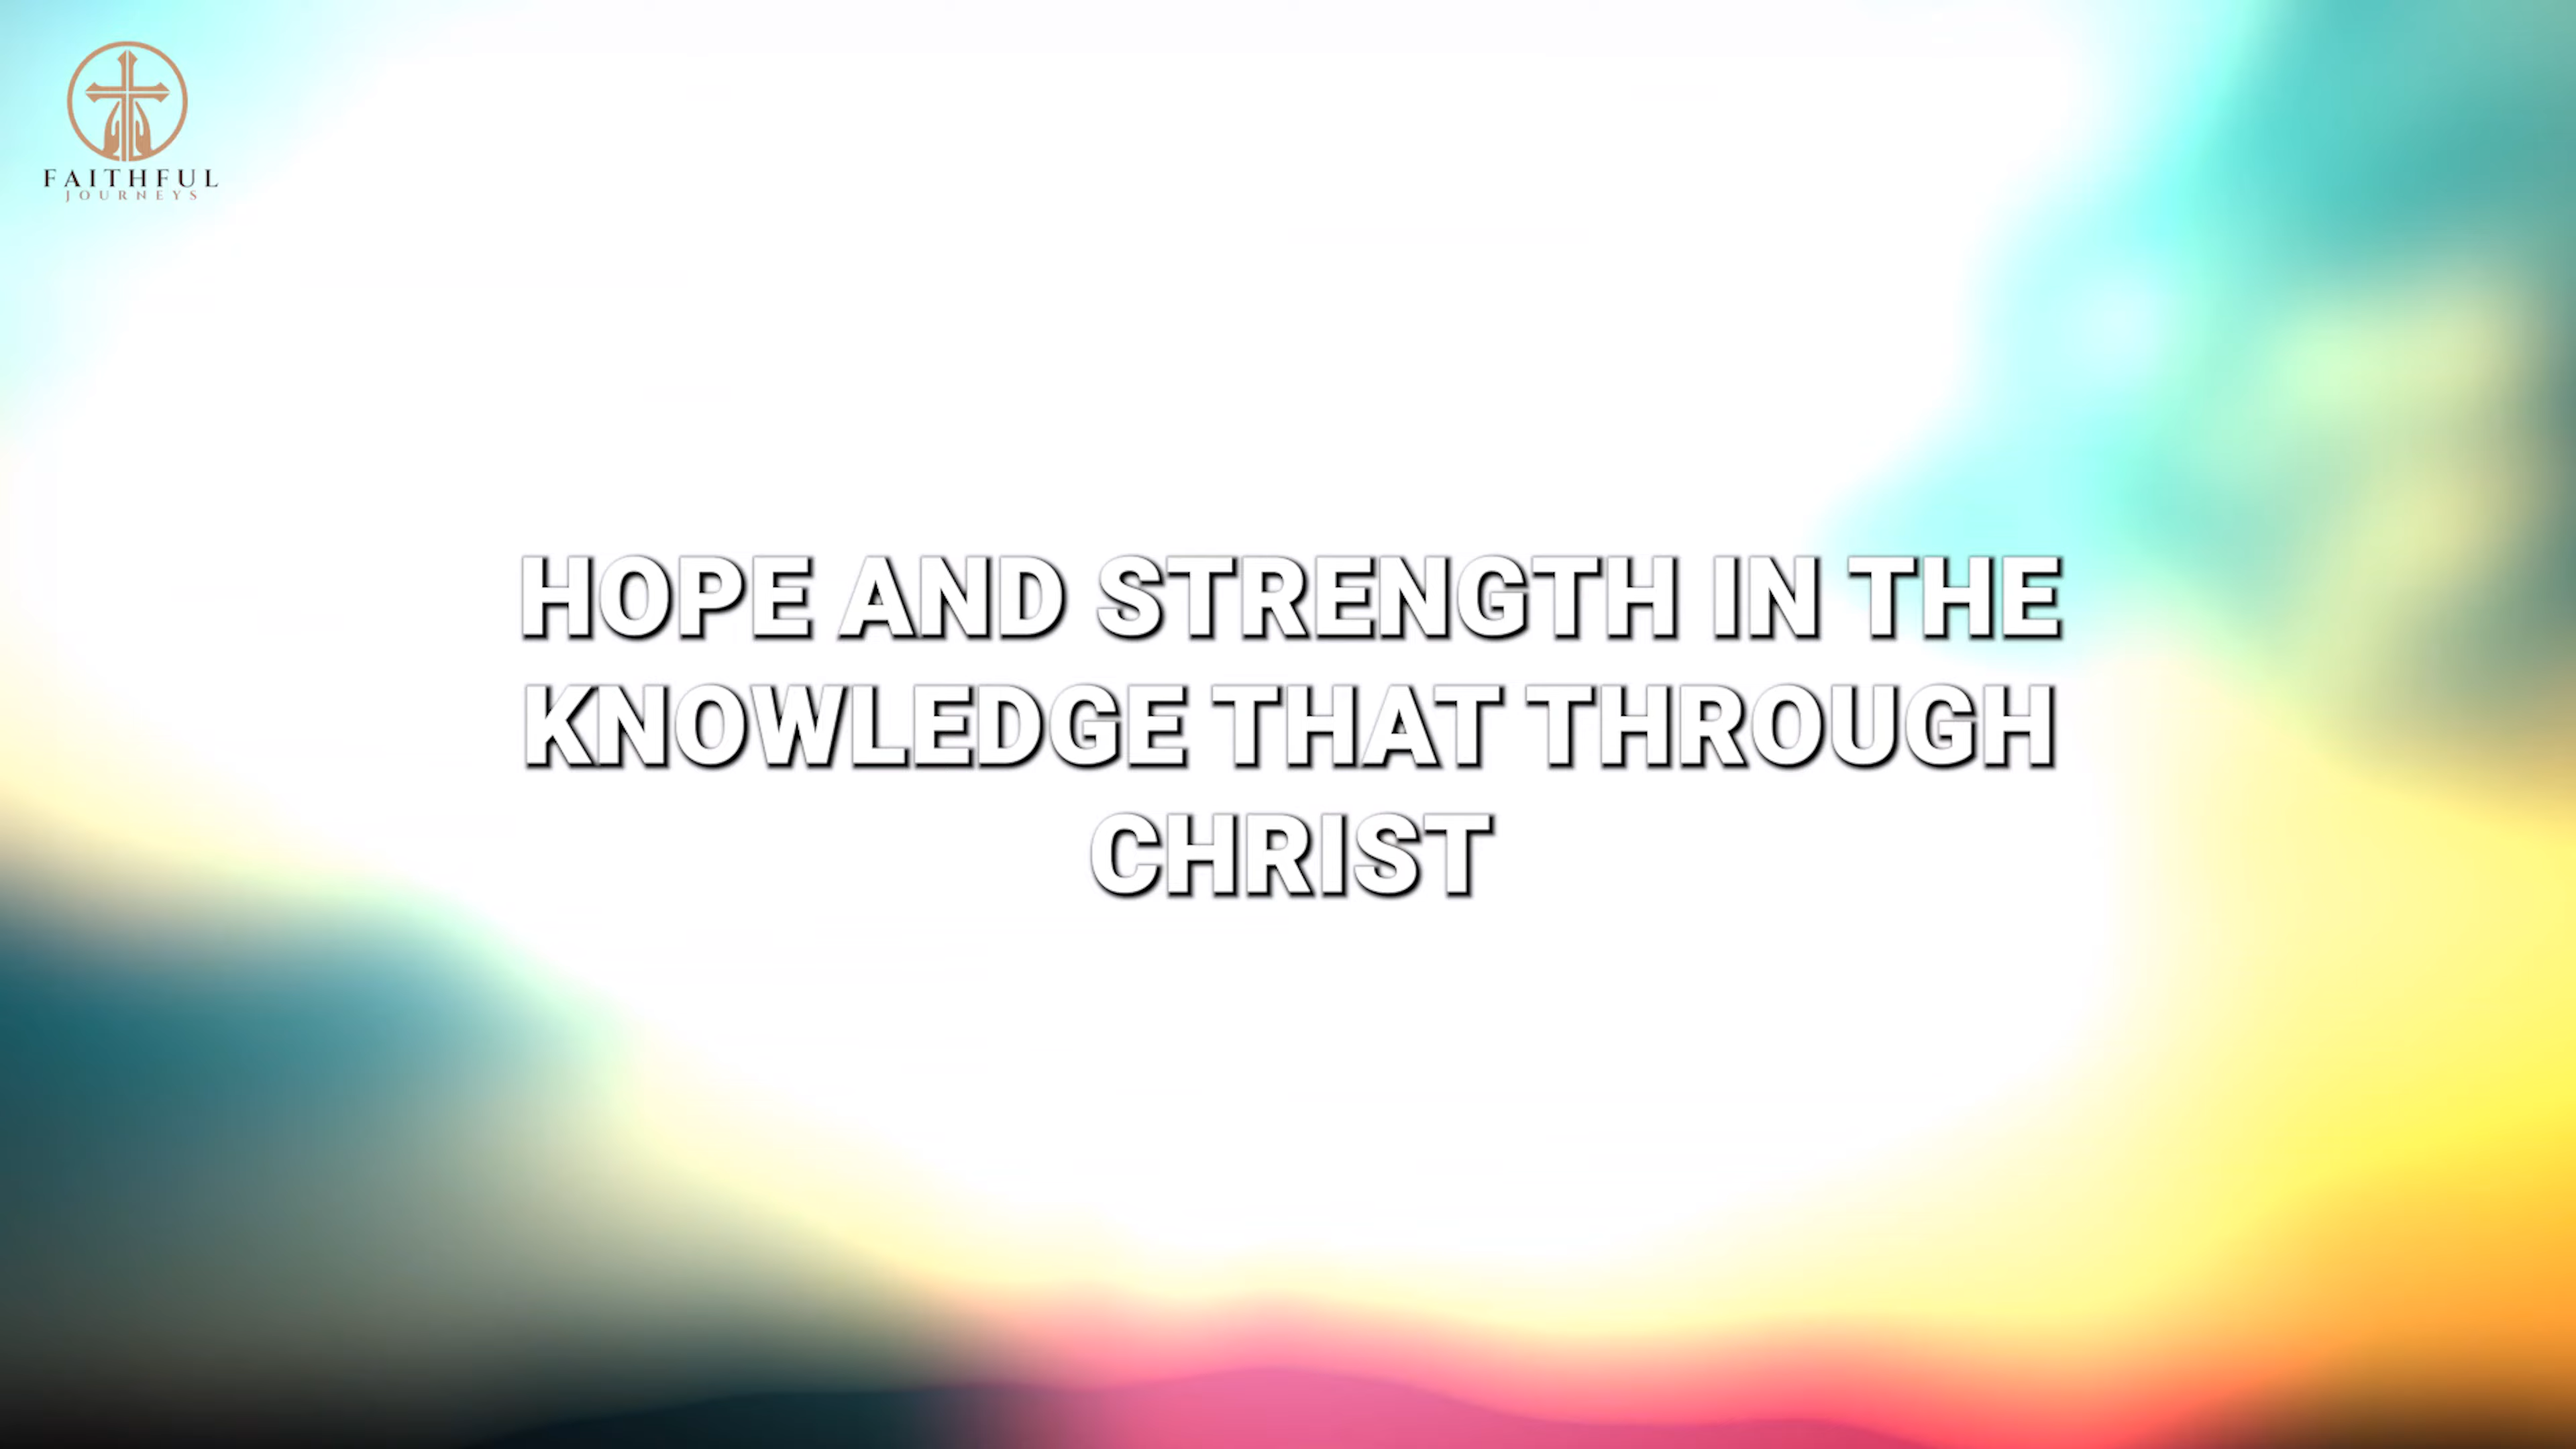 FAITHFUL
JOURNEYS
HOPE AND STRENGTH IN THE
KNOWLEDGE THAT THROUGH
CHRIST